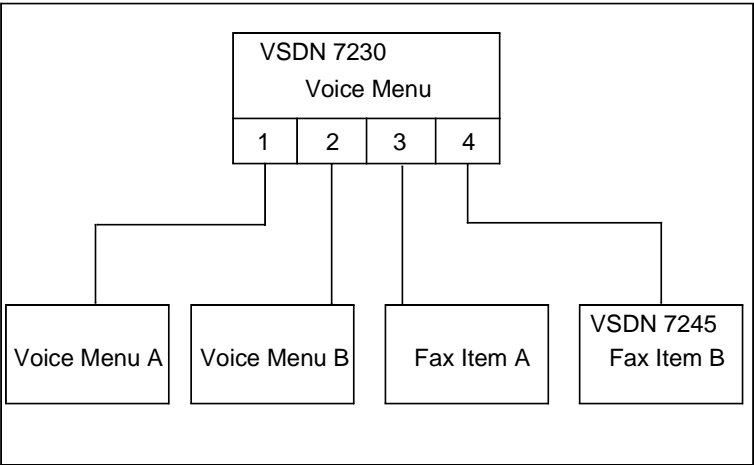 VSDN 7230
Voice Menu
1 2 3 4
Voice Menu A
Voice Menu B
Fax Item A
VSDN 7245
Fax Item B